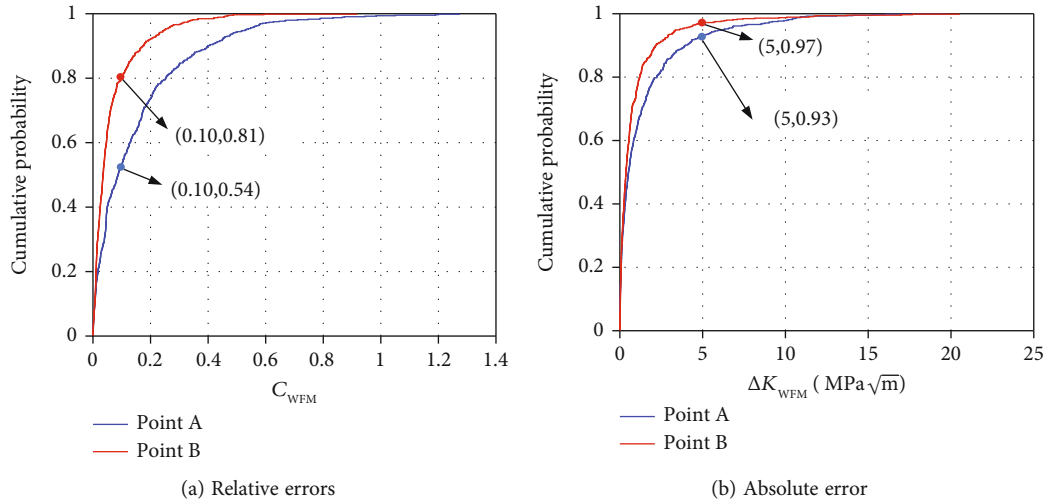 1
0.8
0.6
0.4
0.2
0
Cumulative probability
(0.10,0.81)
(0.10,0.54)
0 0.2 0.4 0.6 0.8 1 1.2 1.4
C_WFM
Point A
Point B
(a) Relative errors
1
0.8
0.6
0.4
0.2
0
Cumulative probability
(5,0.97)
(5,0.93)
0 5 10 15 20 25
ΔK_WFM ( MPa√m)
Point A
Point B
(b) Absolute error